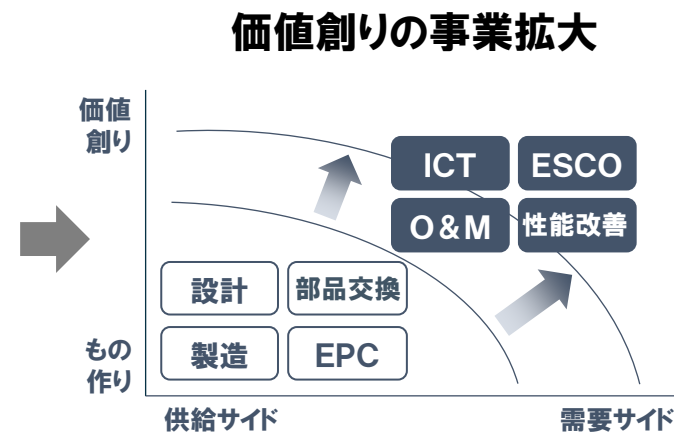 価値創りの事業拡大
価値
創り
ICT
ESCO
O&M
性能改善
設計
部品交換
製造
EPC
もの
作り
供給サイド
需要サイド